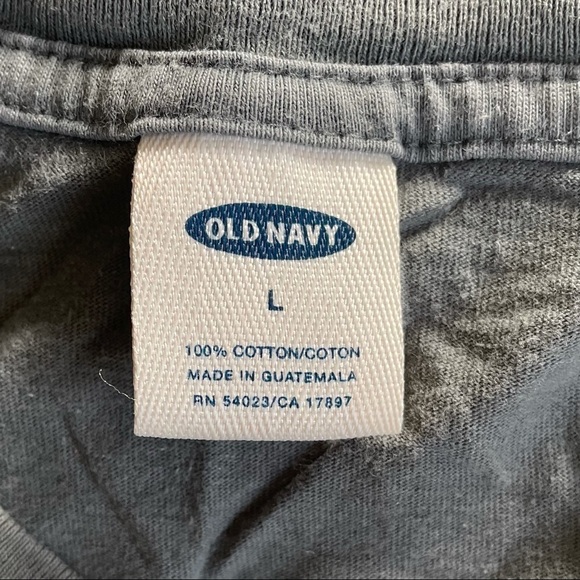 OLD NAVY
L
100% COTTON/COTON
MADE IN GUATEMALA
RN 54023/CA 17897